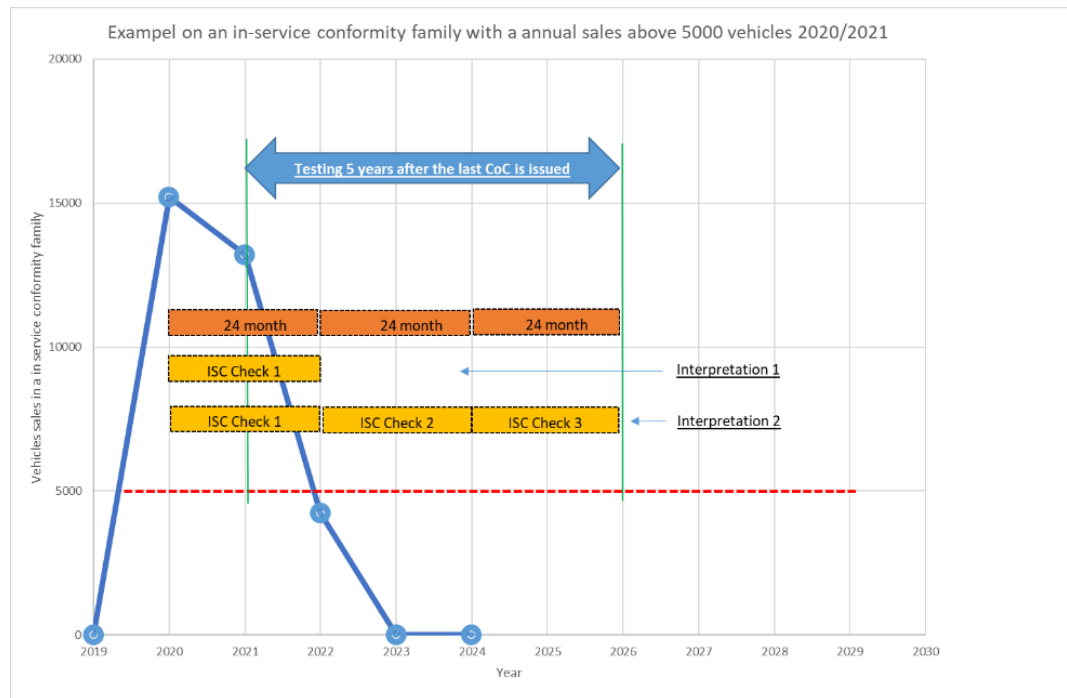 Exampel on an in-service conformity family with a annual sales above 5000 vehicles 2020/2021
20000
15000
10000
5000
0
Vehicles sales in a in service conformity family
Testing 5 years after the last CoC is issued
24 month
24 month
24 month
ISC Check 1
Interpretation 1
ISC Check 1
ISC Check 2
ISC Check 3
Interpretation 2
2019
2020
2021
2022
2023
2024
2025
2026
2027
2028
2029
2030
Year